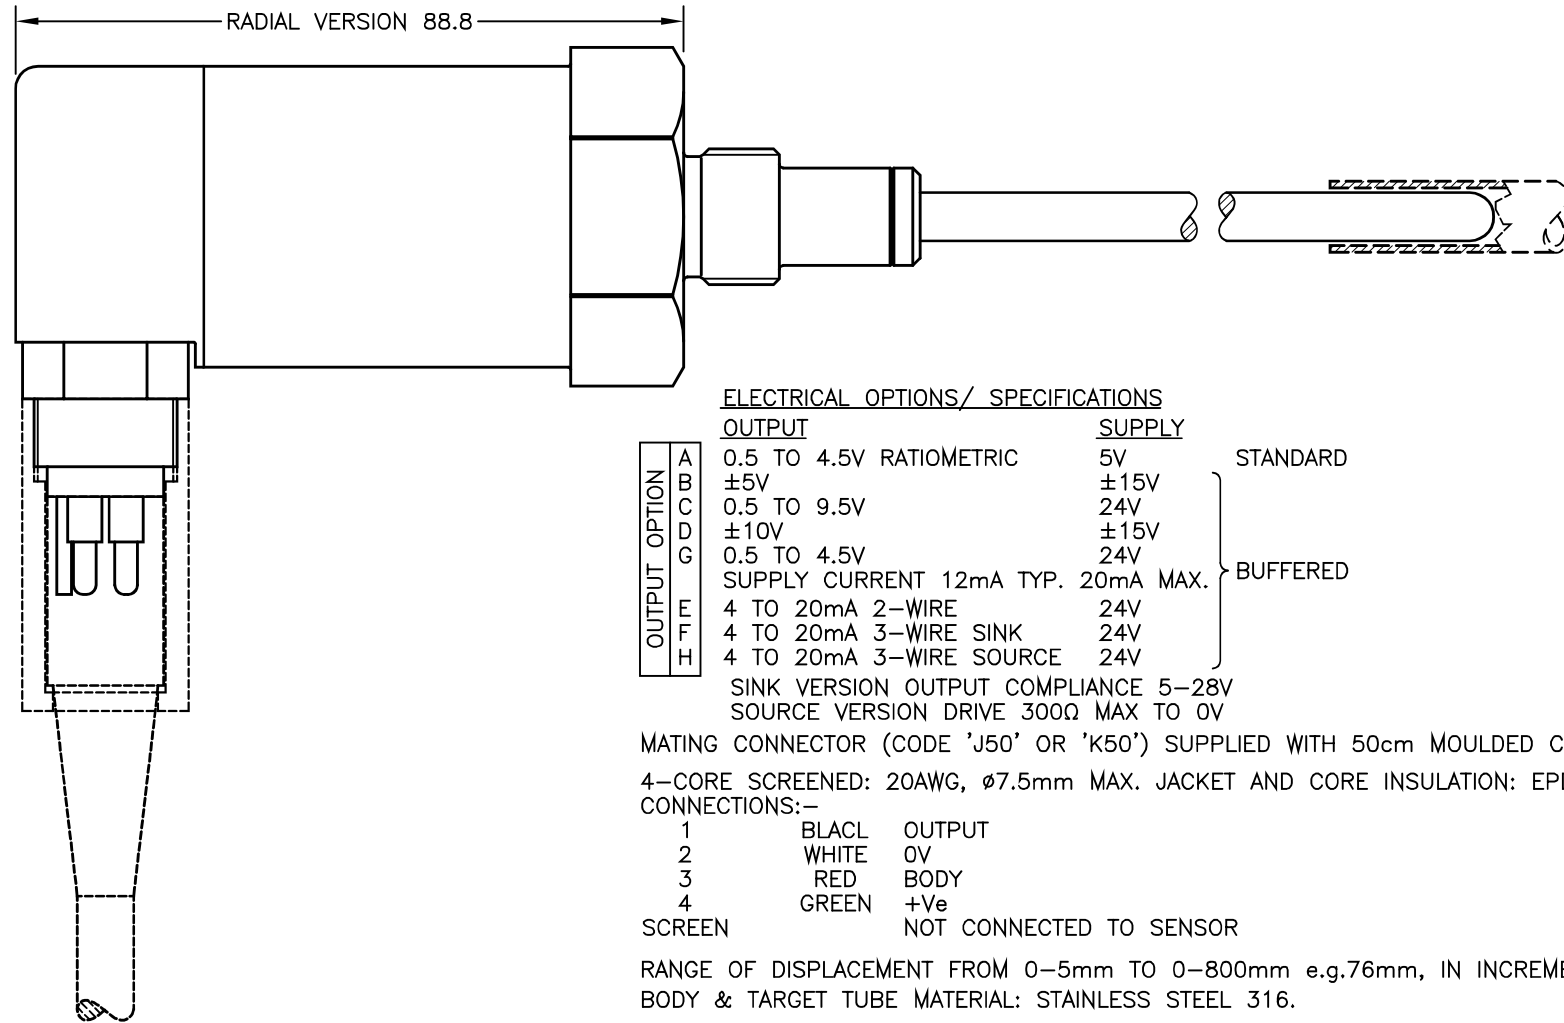 RADIAL VERSION 88.8
ELECTRICAL OPTIONS/ SPECIFICATIONS
OUTPUT SUPPLY
OUTPUT OPTION
A 0.5 TO 4.5V RATIOMETRIC 5V STANDARD
B ±5V ±15V
C 0.5 TO 9.5V 24V
D ±10V ±15V
G 0.5 TO 4.5V 24V
SUPPLY CURRENT 12mA TYP. 20mA MAX. BUFFERED
E 4 TO 20mA 2-WIRE 24V
F 4 TO 20mA 3-WIRE SINK 24V
H 4 TO 20mA 3-WIRE SOURCE 24V
SINK VERSION OUTPUT COMPLIANCE 5-28V
SOURCE VERSION DRIVE 300Ω MAX TO 0V
MATING CONNECTOR (CODE 'J50' OR 'K50') SUPPLIED WITH 50cm MOULDED C
4-CORE SCREENED: 20AWG, ø7.5mm MAX. JACKET AND CORE INSULATION: EPI
CONNECTIONS:-
1 BLACL OUTPUT
2 WHITE 0V
3 RED BODY
4 GREEN +Ve
SCREEN NOT CONNECTED TO SENSOR
RANGE OF DISPLACEMENT FROM 0-5mm TO 0-800mm e.g.76mm, IN INCREME
BODY & TARGET TUBE MATERIAL: STAINLESS STEEL 316.